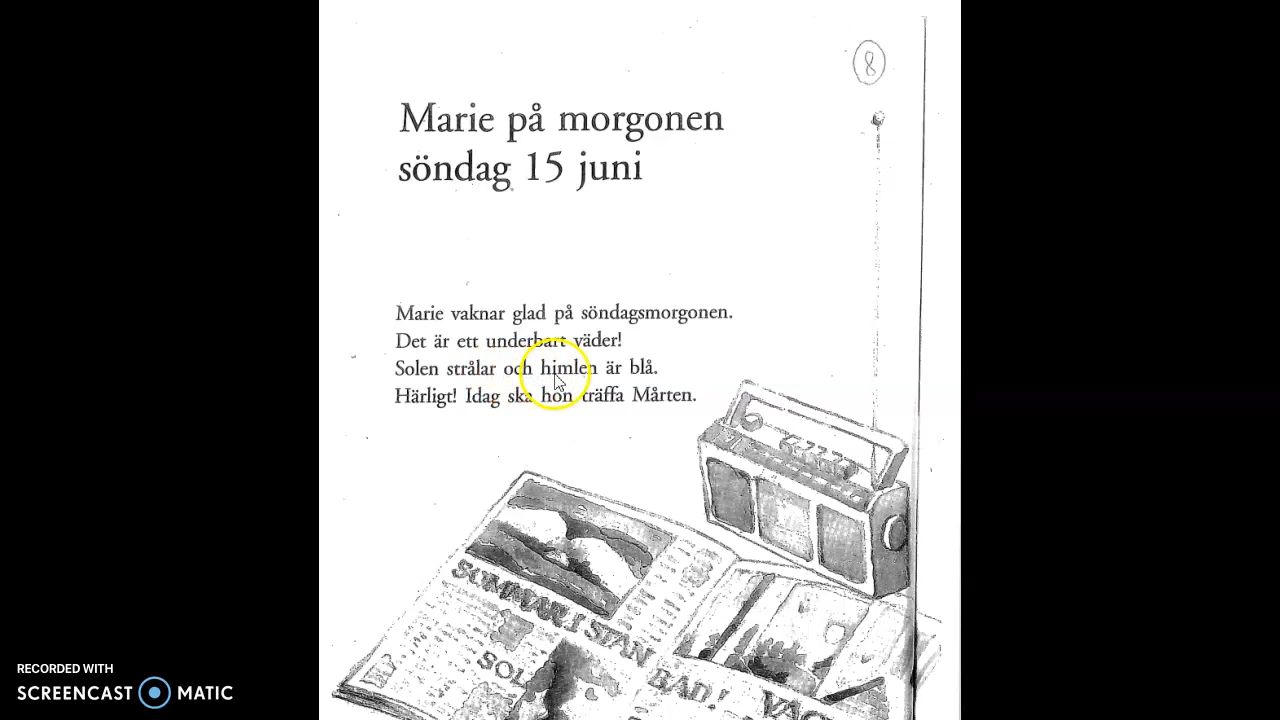 8
Marie på morgonen
söndag 15 juni
Marie vaknar glad på söndagsmorgonen.
Det är ett underbart väder!
Solen strålar och himlen är blå.
Härligt! Idag ska hon träffa Mårten.
SOMMAR I STAN
SOL
BAD!
RECORDED WITH
SCREENCAST MATIC